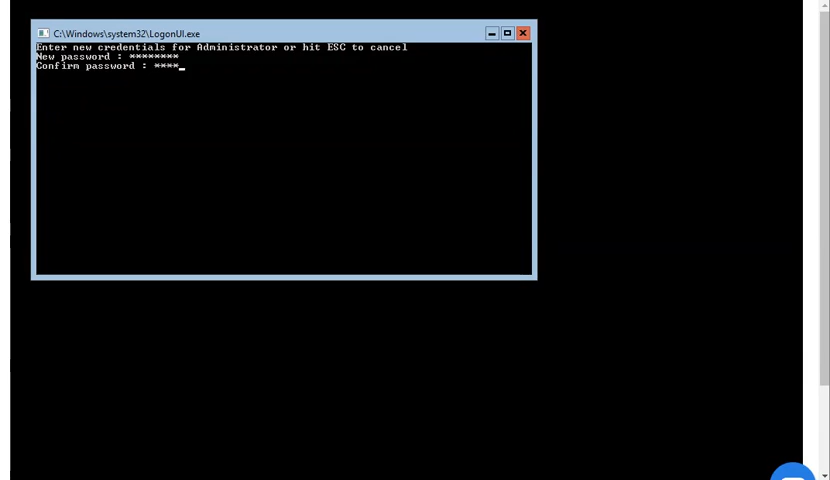 C:\Windows\system32\LogonUI.exe
Enter new credentials for Administrator or hit ESC to cancel
New password : ********
Confirm password : ****_